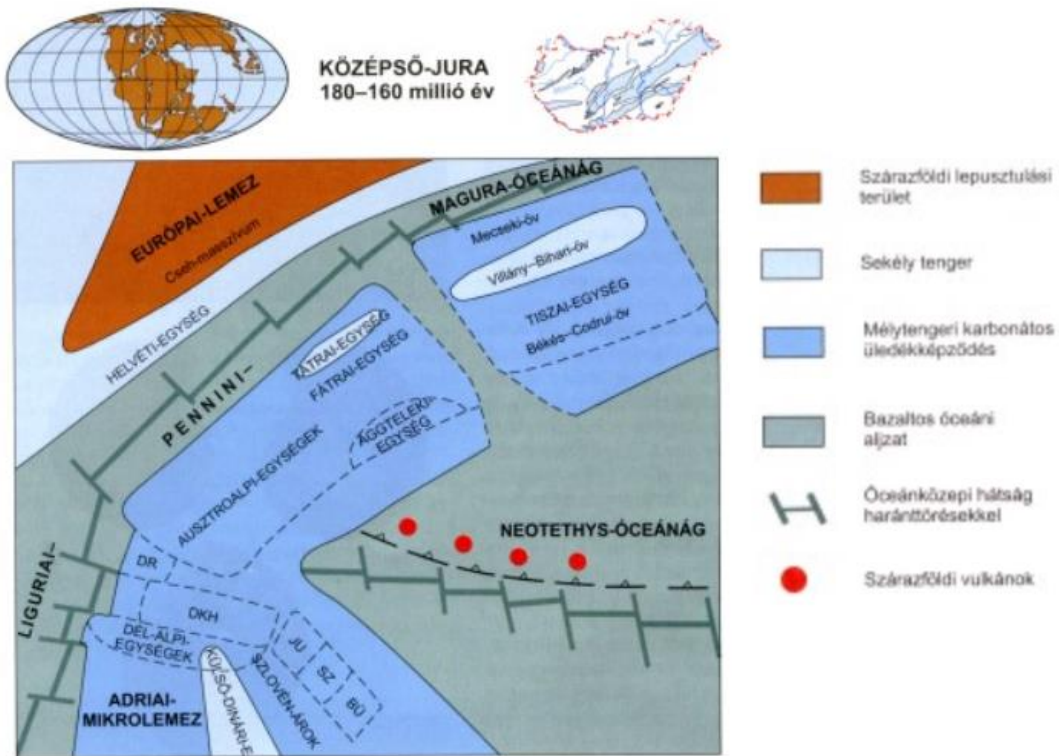 KÖZÉPSŐ-JURA
180–160 millió év
EURÓPAI-LEMEZ
Cseh-masszívum
HELVÉTI-EGYSÉG
MAGURA-ÓCEÁNÁG
Mecseki-öv
Villány–Bihari-öv
TISZAI-EGYSÉG
Békés–Codrui-öv
PENNINI–
TÁTRAI-EGYSÉG
FÁTRAI-EGYSÉG
AGGTELEKI-
EGYSÉG
AUSZTROALPI-EGYSÉGEK
NEOTETHYS-ÓCEÁNÁG
LIGURIAI–
DR
DKH
DÉL-ALPI-
EGYSÉGEK
JU
SZ
BÜ
KÜLSŐ-DINÁRI-E
SZLOVÉN-ÁROK
ADRIAI-
MIKROLEMEZ
Szárazföldi lepusztulási
terület
Sekély tenger
Mélytengeri karbonátos
üledékképződés
Bazaltos óceáni
aljzat
Óceánközepi hátság
haránttörésekkel
Szárazföldi vulkánok